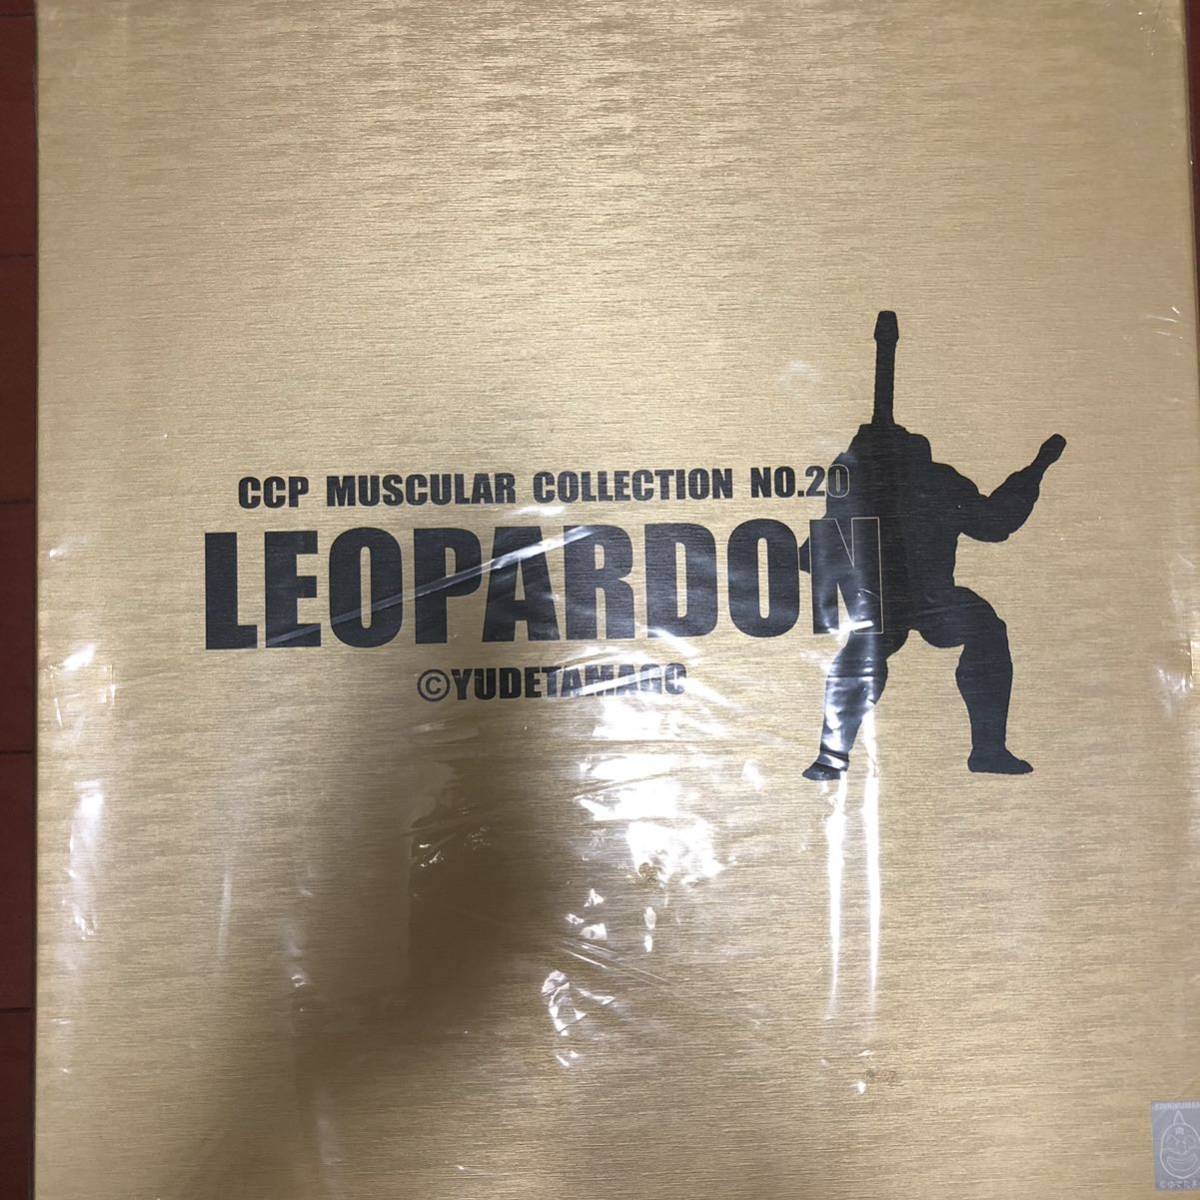 CCP MUSCULAR COLLECTION NO.20
LEOPARDON
©YUDETAMAGO